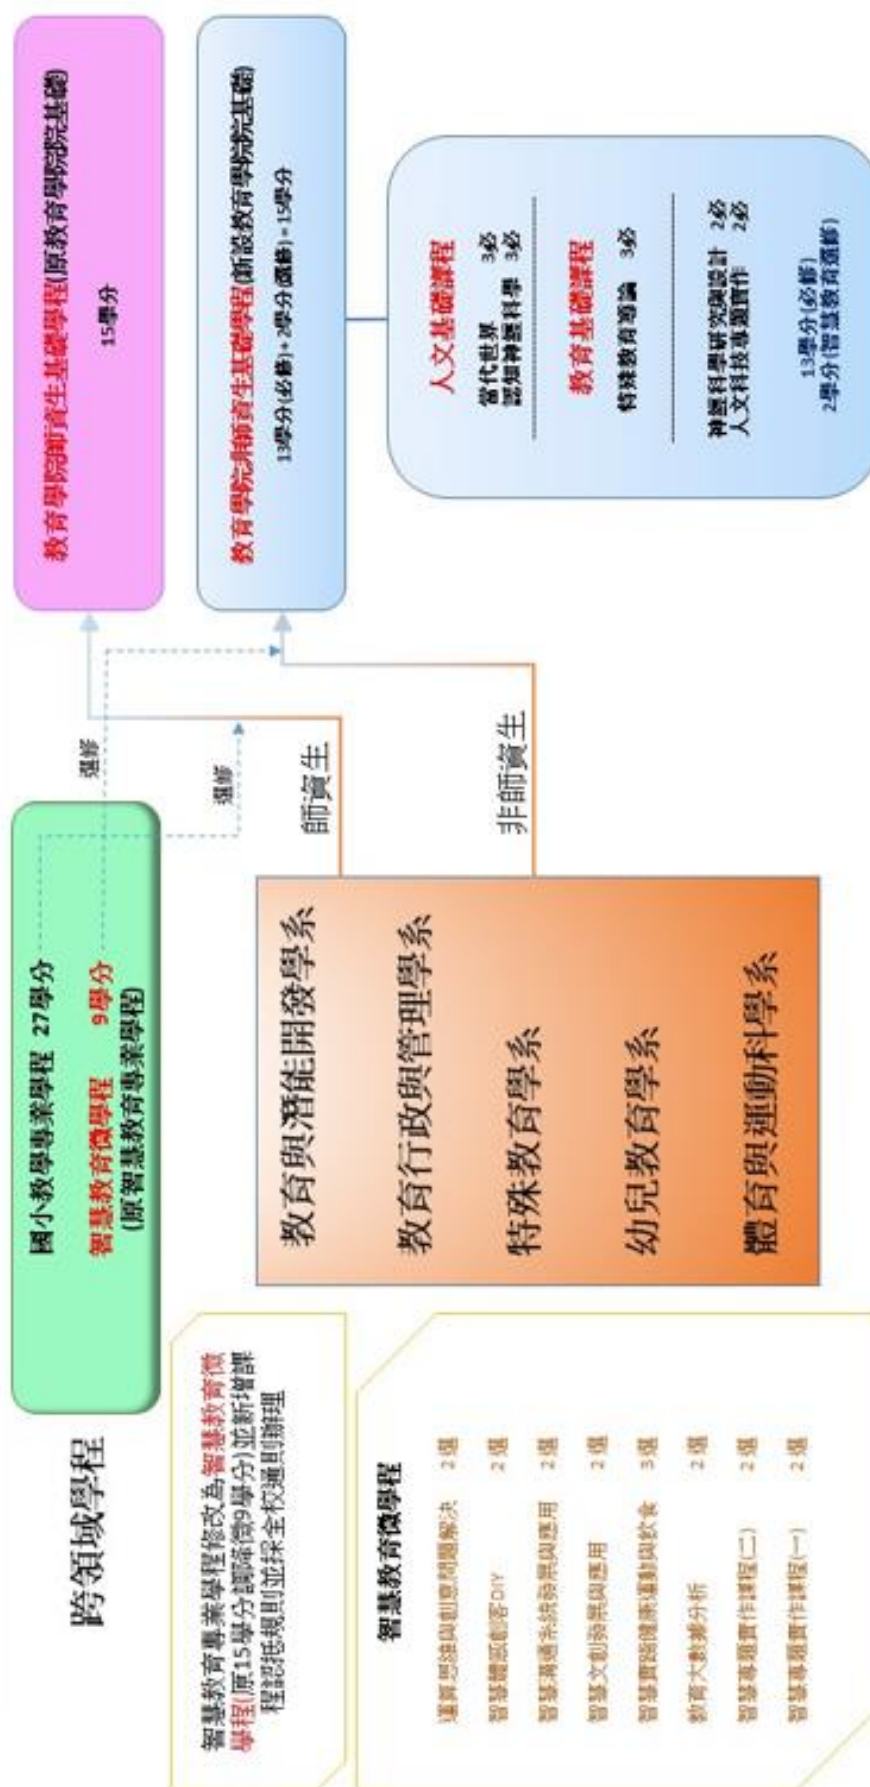 跨領域學程
國小教學專業學程 27學分
智慧教育微學程 9學分
(原智慧教育專業學程)
選修
選修
教育學院師資生基礎學程(原教育學院院基礎)
15學分
教育學院非師資生基礎學程(新設教育學院院基礎)
13學分(必修)+ 2學分(選修) = 15學分
智慧教育專業學程修改為智慧教育微
學程(原15學分調降微9學分)並新增課
程認抵規則並採全校通則辦理
教育與潛能開發學系
教育行政與管理學系
特殊教育學系
幼兒教育學系
體育與運動科學系
師資生
非師資生
人文基礎課程
當代世界 3必
認知神經科學 3必
教育基礎課程
特殊教育導論 3必
神經科學研究與設計 2必
人文科技專題實作 2必
13學分(必修)
2學分(智慧教育選修)
智慧教育微學程
運算思維與創意問題解決 2選
智慧體感創客DIY 2選
智慧溝通系統發展與應用 2選
智慧文創發展與應用 2選
智慧實踐健康運動與飲食 3選
教育大數據分析 2選
智慧專題實作課程(二) 2選
智慧專題實作課程(一) 2選